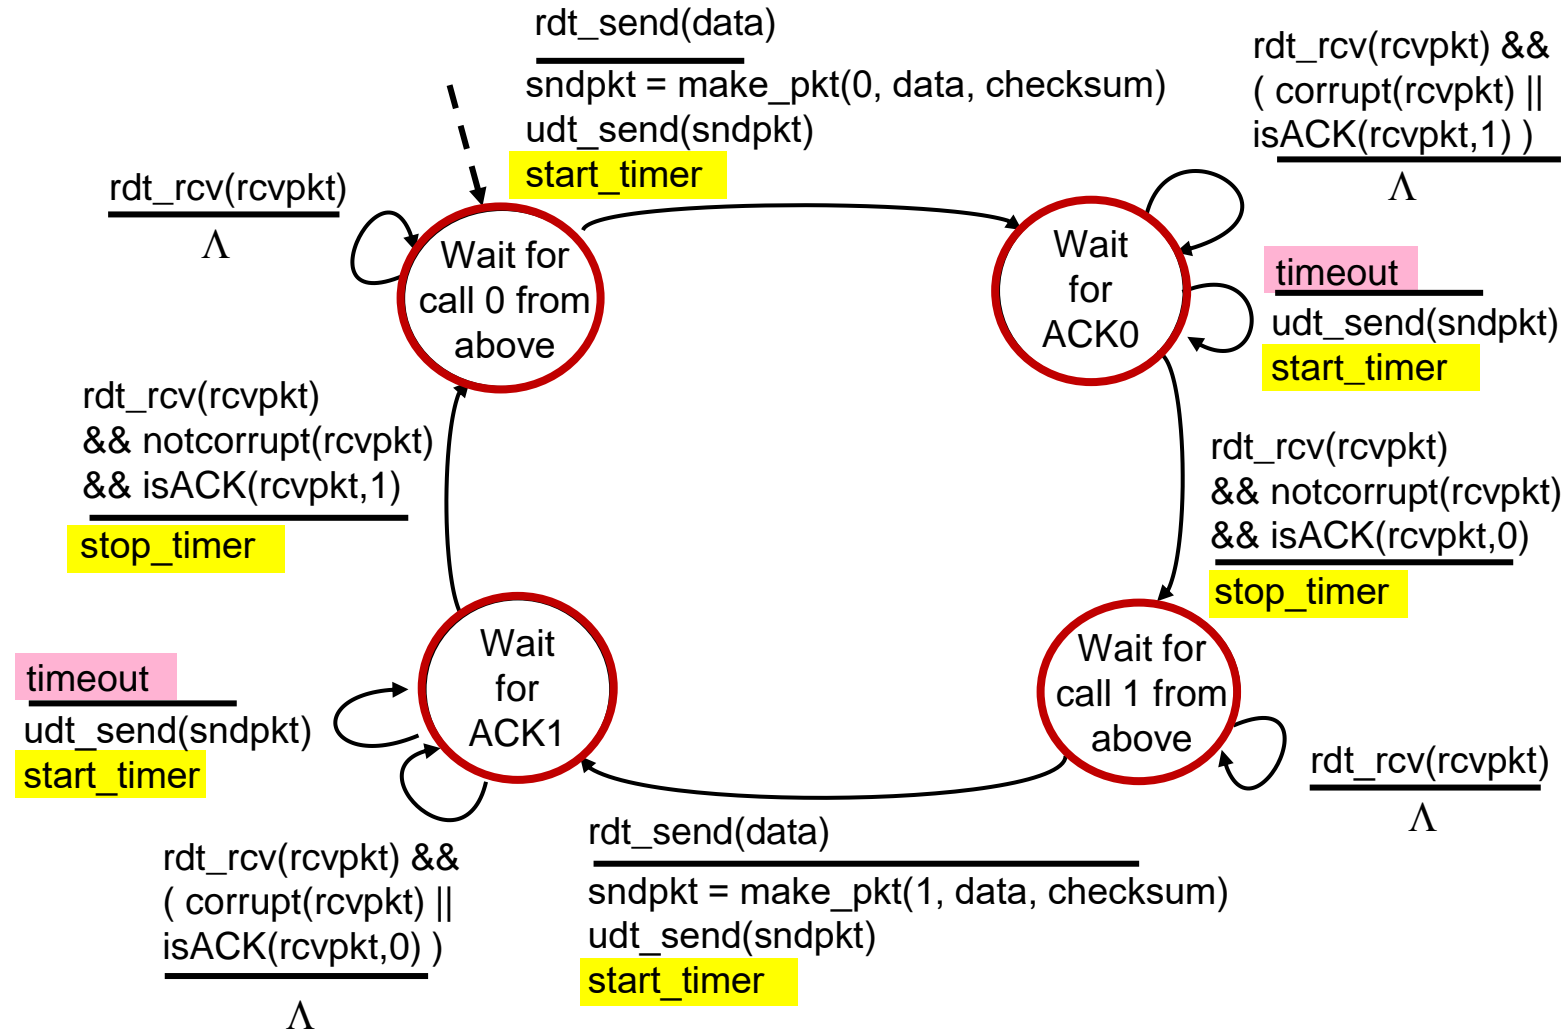 rdt_send(data)
sndpkt = make_pkt(0, data, checksum)
udt_send(sndpkt)
start_timer
rdt_rcv(rcvpkt) &&
( corrupt(rcvpkt) ||
isACK(rcvpkt,1) )
Λ
rdt_rcv(rcvpkt)
Λ
Wait for
call 0 from
above
Wait
for
ACK0
timeout
udt_send(sndpkt)
start_timer
rdt_rcv(rcvpkt)
&& notcorrupt(rcvpkt)
&& isACK(rcvpkt,1)
stop_timer
rdt_rcv(rcvpkt)
&& notcorrupt(rcvpkt)
&& isACK(rcvpkt,0)
stop_timer
Wait
for
ACK1
Wait for
call 1 from
above
timeout
udt_send(sndpkt)
start_timer
rdt_rcv(rcvpkt)
Λ
rdt_rcv(rcvpkt) &&
( corrupt(rcvpkt) ||
isACK(rcvpkt,0) )
Λ
rdt_send(data)
sndpkt = make_pkt(1, data, checksum)
udt_send(sndpkt)
start_timer